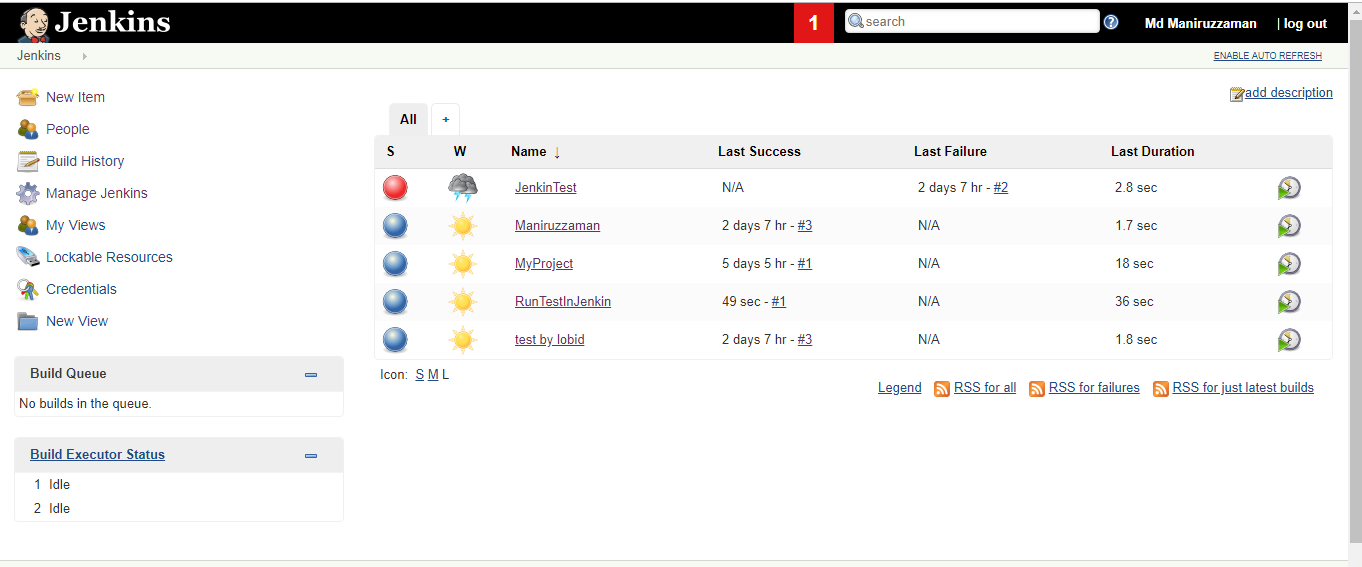 Jenkins 1 search ? Md Maniruzzaman | log out
Jenkins ENABLE AUTO REFRESH
add description
New Item
People
Build History
Manage Jenkins
My Views
Lockable Resources
Credentials
New View
Build Queue
No builds in the queue.
Build Executor Status
1 Idle
2 Idle
All +
S W Name ↓ Last Success Last Failure Last Duration
JenkinTest N/A 2 days 7 hr - #2 2.8 sec
Maniruzzaman 2 days 7 hr - #3 N/A 1.7 sec
MyProject 5 days 5 hr - #1 N/A 18 sec
RunTestInJenkin 49 sec - #1 N/A 36 sec
test by lobid 2 days 7 hr - #3 N/A 1.8 sec
Icon: S M L
Legend RSS for all RSS for failures RSS for just latest builds